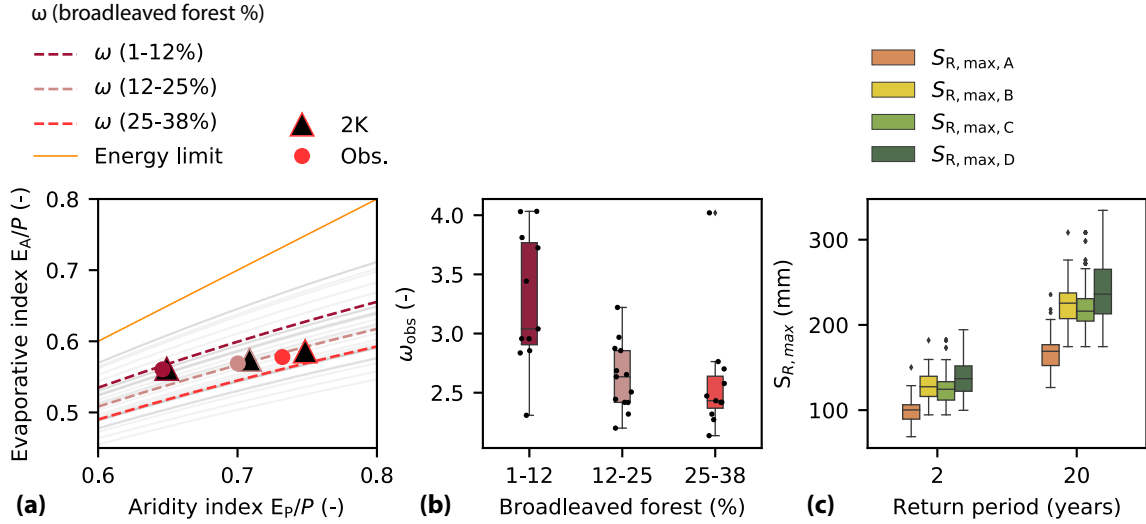 ω (broadleaved forest %)
ω (1-12%)
ω (12-25%)
ω (25-38%)
Energy limit
2K
Obs.
S_R, max, A
S_R, max, B
S_R, max, C
S_R, max, D
Evaporative index E_A/P (-)
0.8
0.7
0.6
0.5
0.6 0.7 0.8
(a) Aridity index E_P/P (-)
ω_obs (-)
4.0
3.5
3.0
2.5
1-12 12-25 25-38
(b) Broadleaved forest (%)
S_R, max (mm)
300
200
100
2 20
(c) Return period (years)